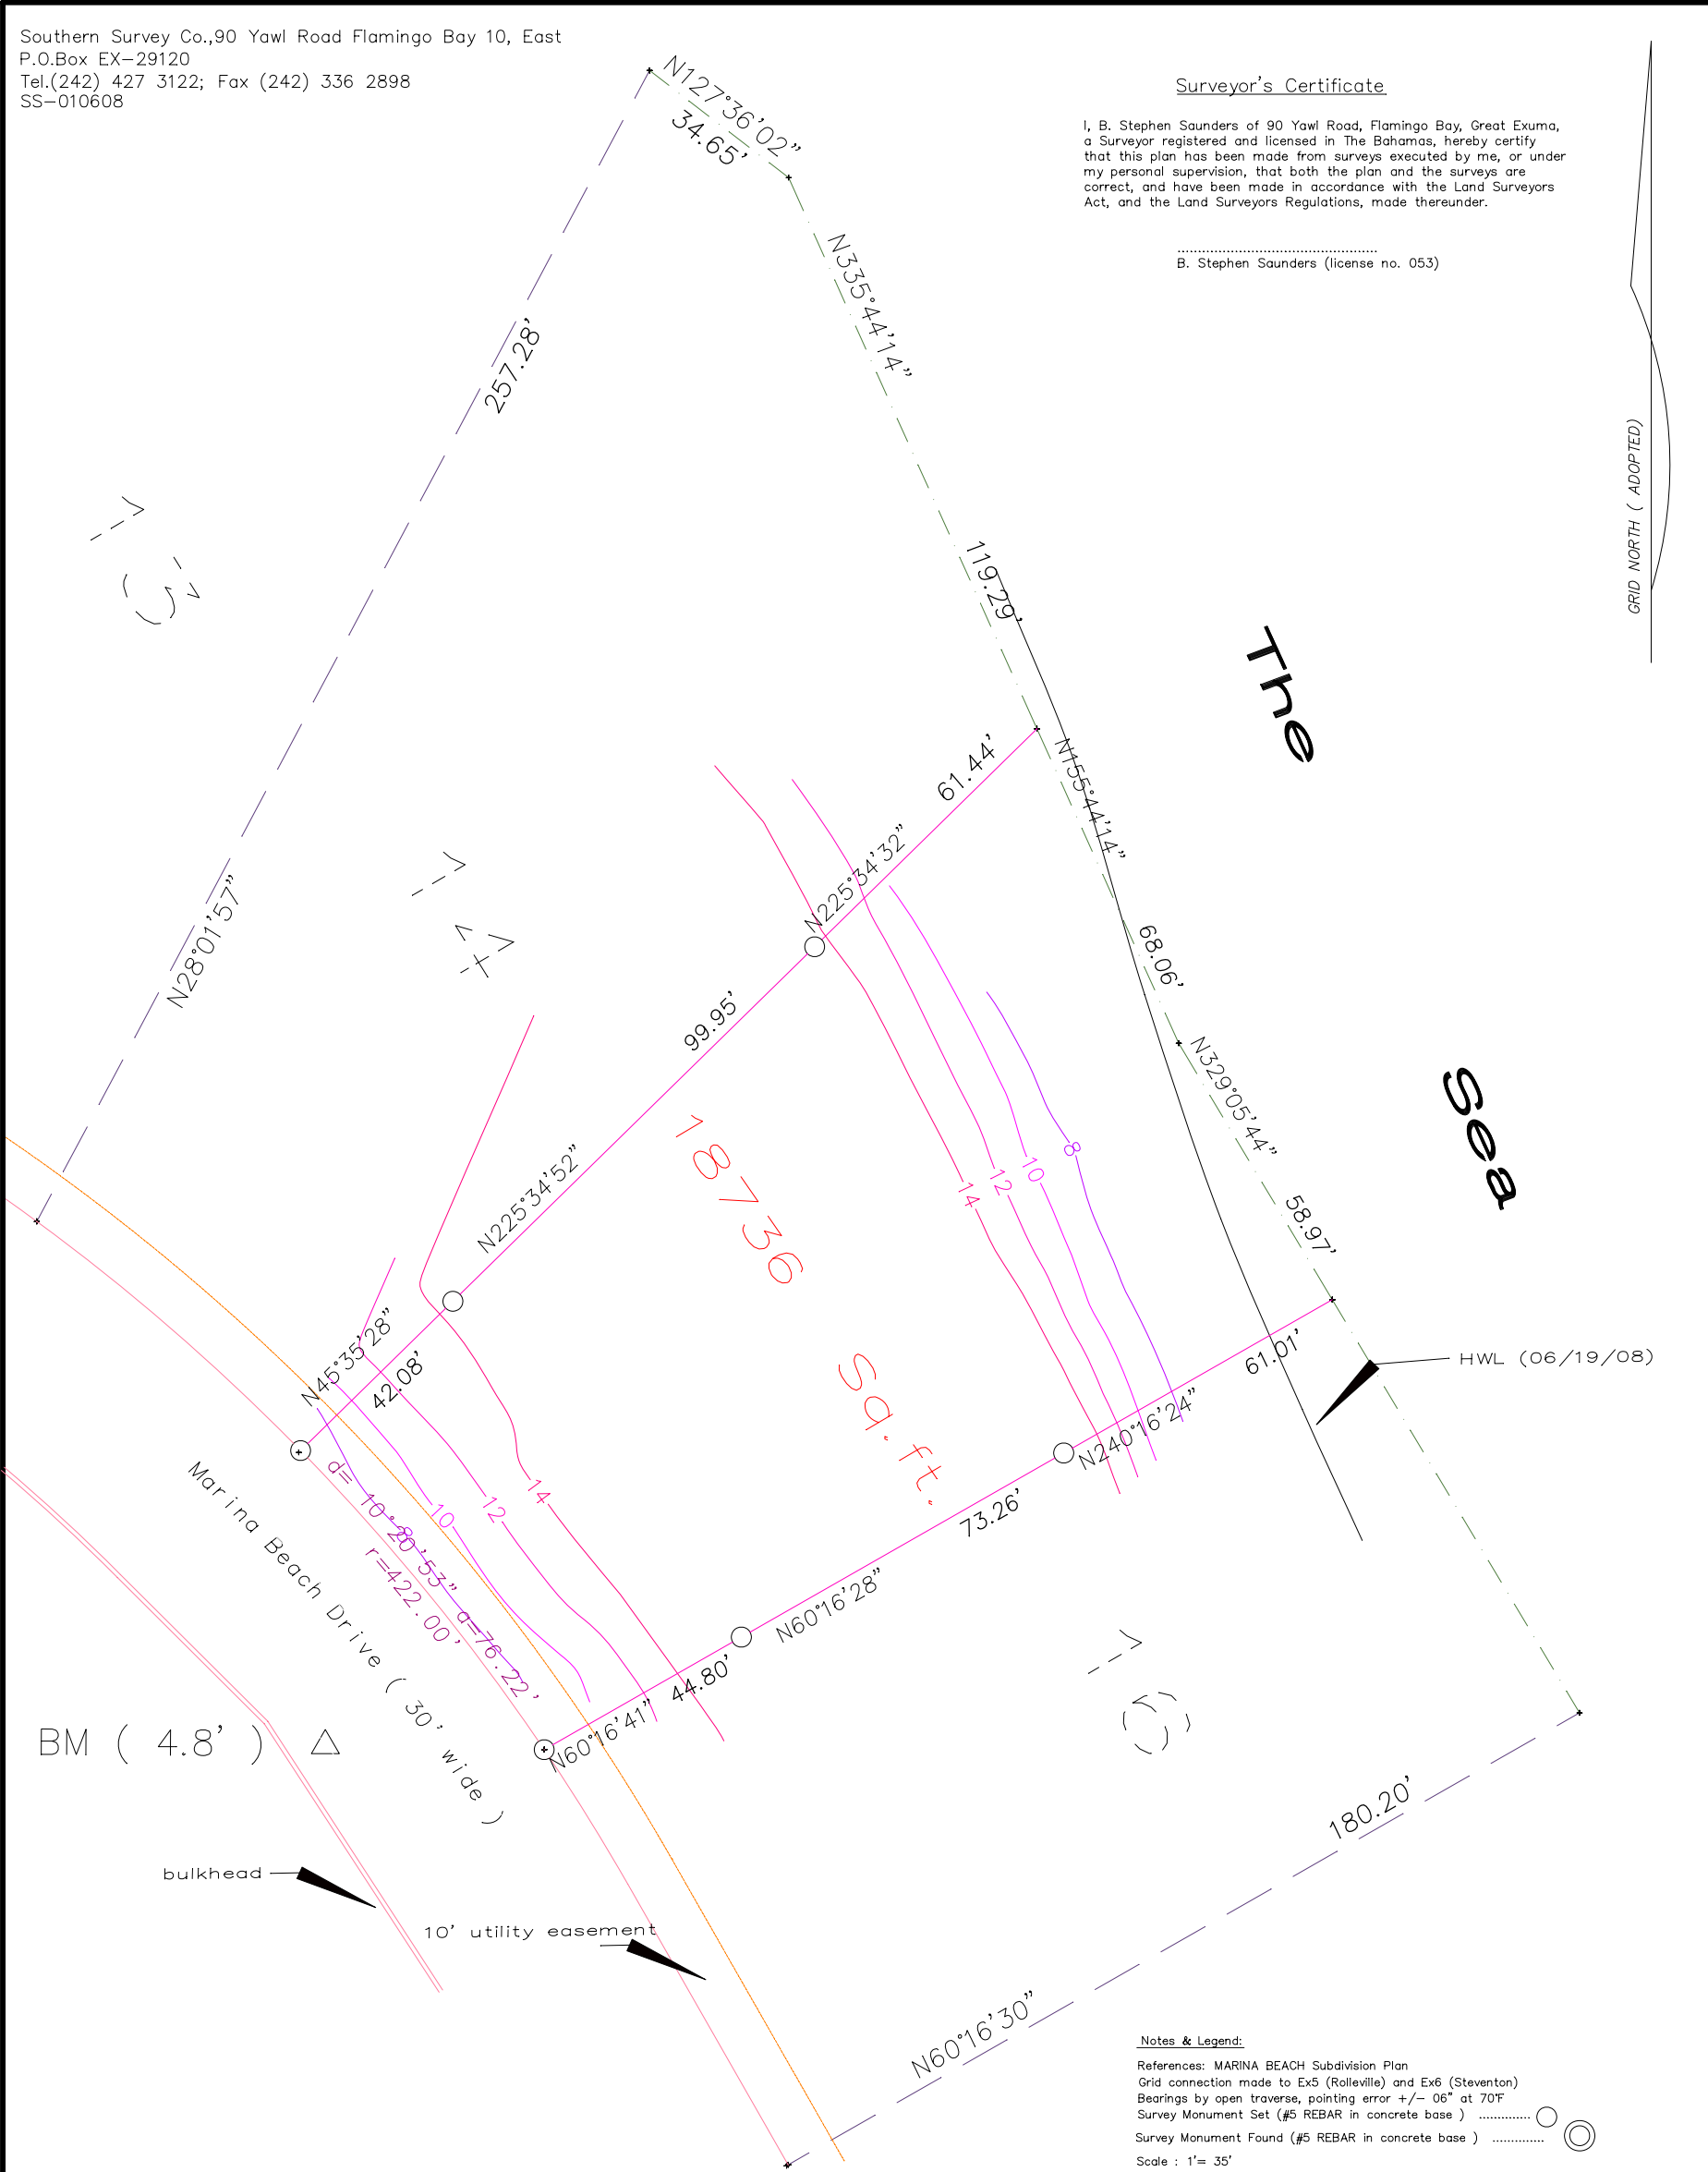 Southern Survey Co.,90 Yawl Road Flamingo Bay 10, East
P.O.Box EX-29120
Tel.(242) 427 3122; Fax (242) 336 2898
SS-010608
Surveyor's Certificate
I, B. Stephen Saunders of 90 Yawl Road, Flamingo Bay, Great Exuma,
a Surveyor registered and licensed in The Bahamas, hereby certify
that this plan has been made from surveys executed by me, or under
my personal supervision, that both the plan and the surveys are
correct, and have been made in accordance with the Land Surveyors
Act, and the Land Surveyors Regulations, made thereunder.
B. Stephen Saunders (license no. 053)
GRID NORTH ( ADOPTED)
N127°36'02"
34.65'
N335°44'14"
119.29'
257.28'
N28°01'57"
13
14
The
Sea
61.44'
N225°34'32"
N155°44'14"
68.06'
99.95'
N225°34'52"
N329°05'44"
58.97'
18736 sq. ft.
8
10
12
14
N45°35'28"
42.08'
61.01'
N240°16'24"
HWL (06/19/08)
73.26'
N60°16'28"
44.80'
N60°16'41"
14
12
10
8
d= 10°20'53" a=76.22'
r=422.00'
Marina Beach Drive ( 30' wide )
BM ( 4.8' )
16
bulkhead
10' utility easement
180.20'
N60°16'30"
Notes & Legend:
References: MARINA BEACH Subdivision Plan
Grid connection made to Ex5 (Rolleville) and Ex6 (Steventon)
Bearings by open traverse, pointing error +/- 06" at 70°F
Survey Monument Set (#5 REBAR in concrete base ) ..............
Survey Monument Found (#5 REBAR in concrete base ) ..............
Scale : 1'= 35'